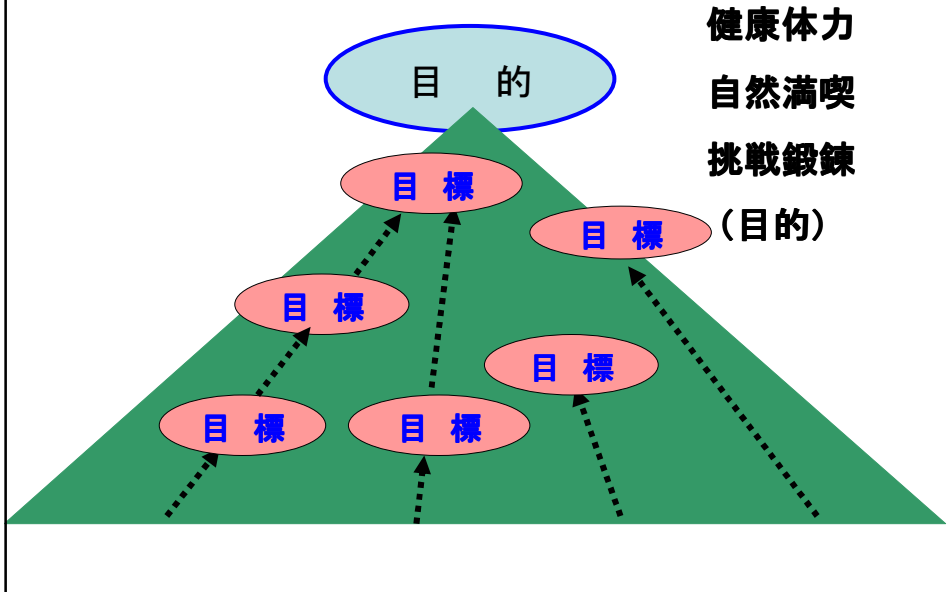 目 的
健康体力
自然満喫
挑戦鍛錬
（目的）
目 標
目 標
目 標
目 標
目 標
目 標